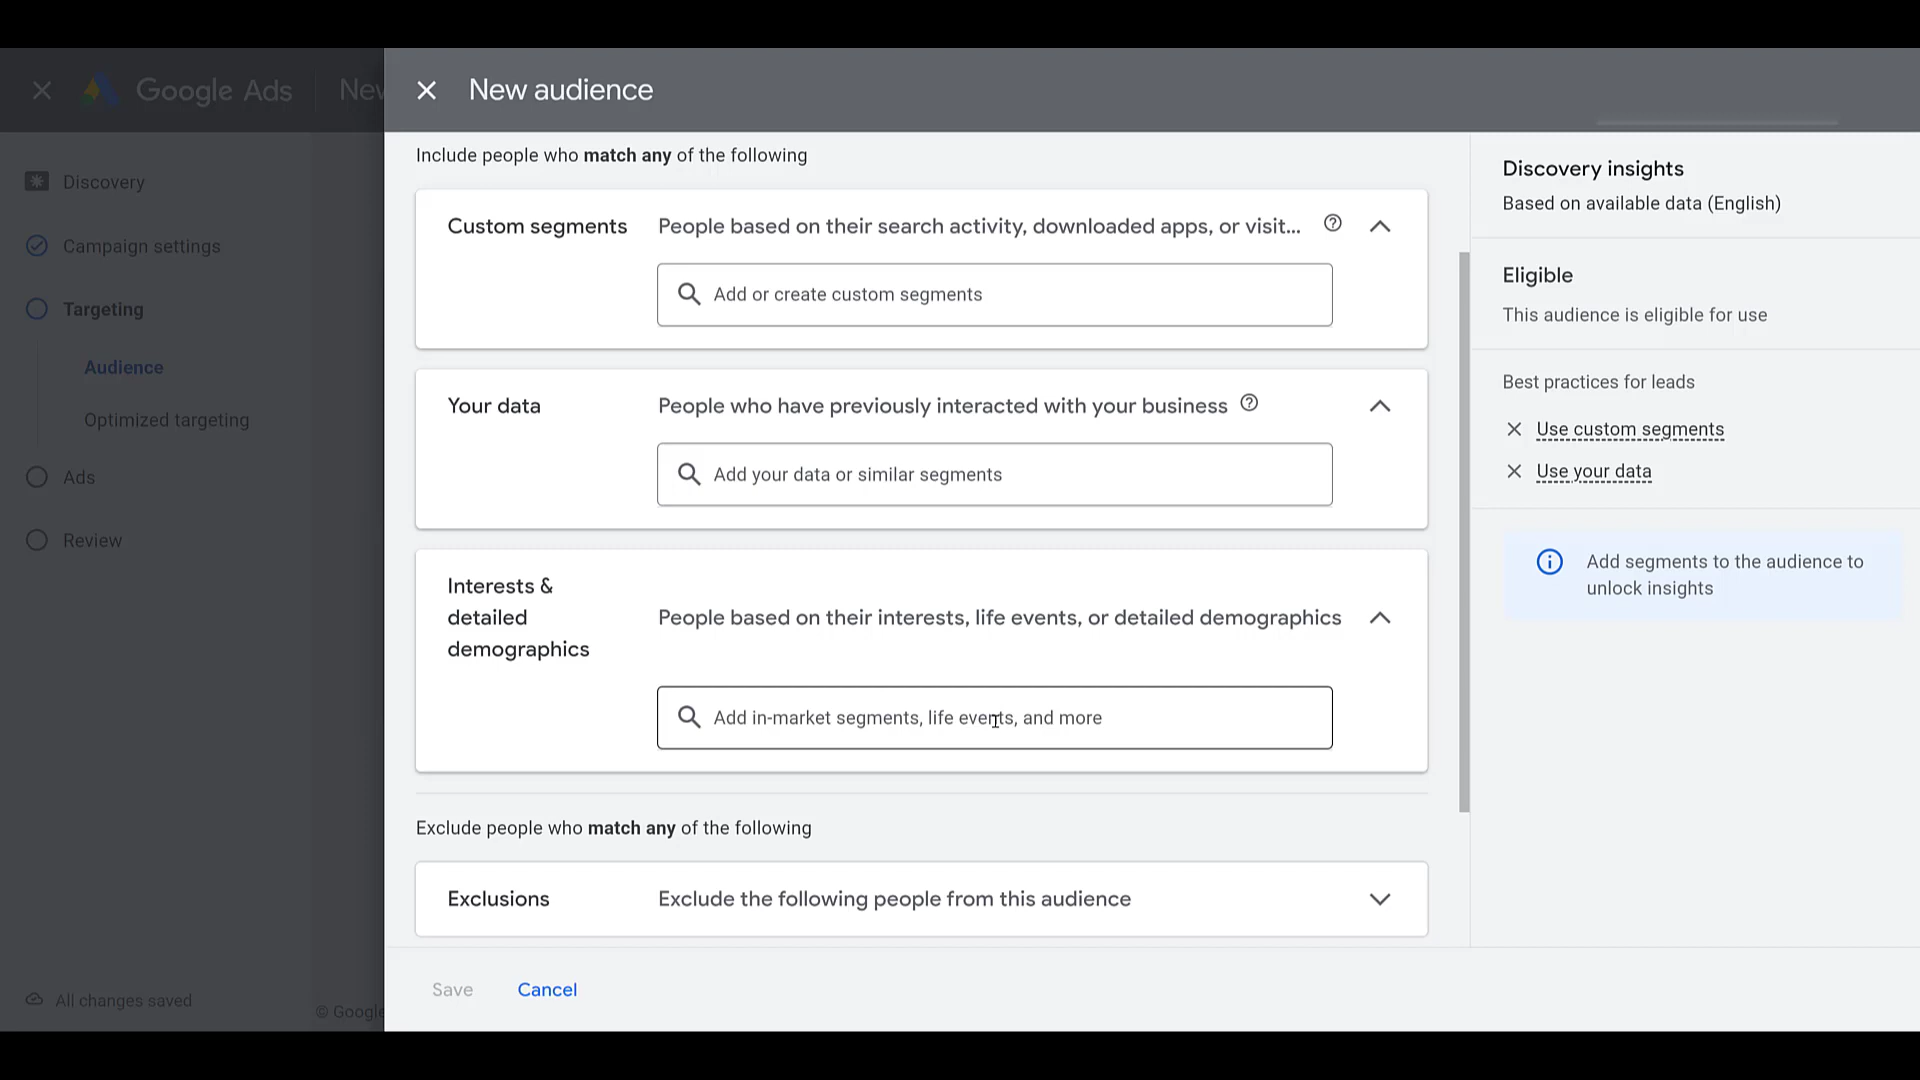 Google Ads
New
New audience
Discovery
Campaign settings
Targeting
Audience
Optimized targeting
Ads
Review
All changes saved
© Google
Include people who match any of the following
Custom segments
People based on their search activity, downloaded apps, or visit...
Add or create custom segments
Your data
People who have previously interacted with your business
Add your data or similar segments
Interests &
detailed
demographics
People based on their interests, life events, or detailed demographics
Add in-market segments, life events, and more
Exclude people who match any of the following
Exclusions
Exclude the following people from this audience
Save
Cancel
Discovery insights
Based on available data (English)
Eligible
This audience is eligible for use
Best practices for leads
Use custom segments
Use your data
Add segments to the audience to
unlock insights